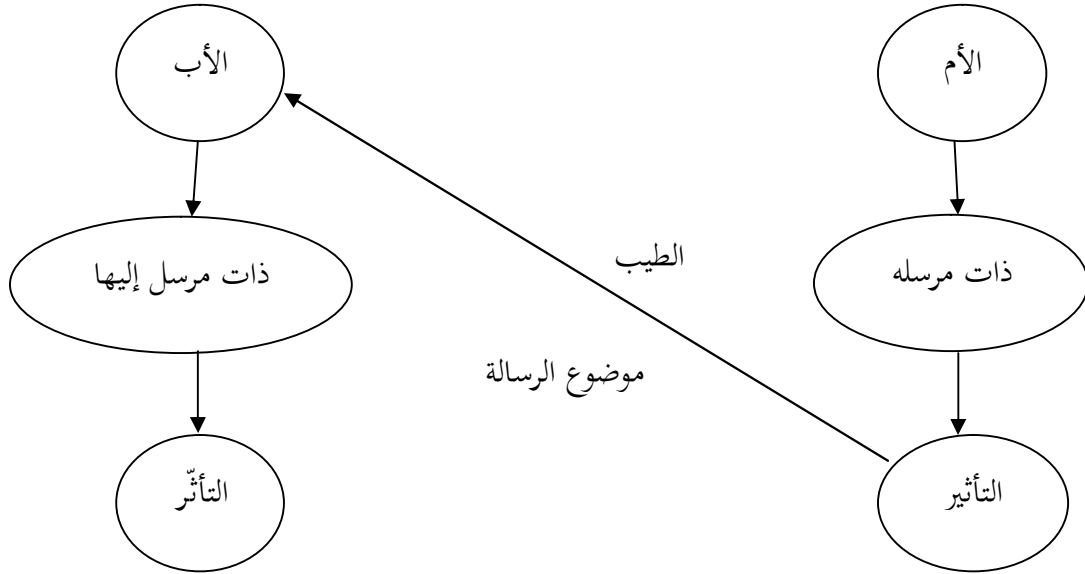 الأم
الأب
ذات مرسله
ذات مرسل إليها
الطيب
موضوع الرسالة
التأثير
التأثّر